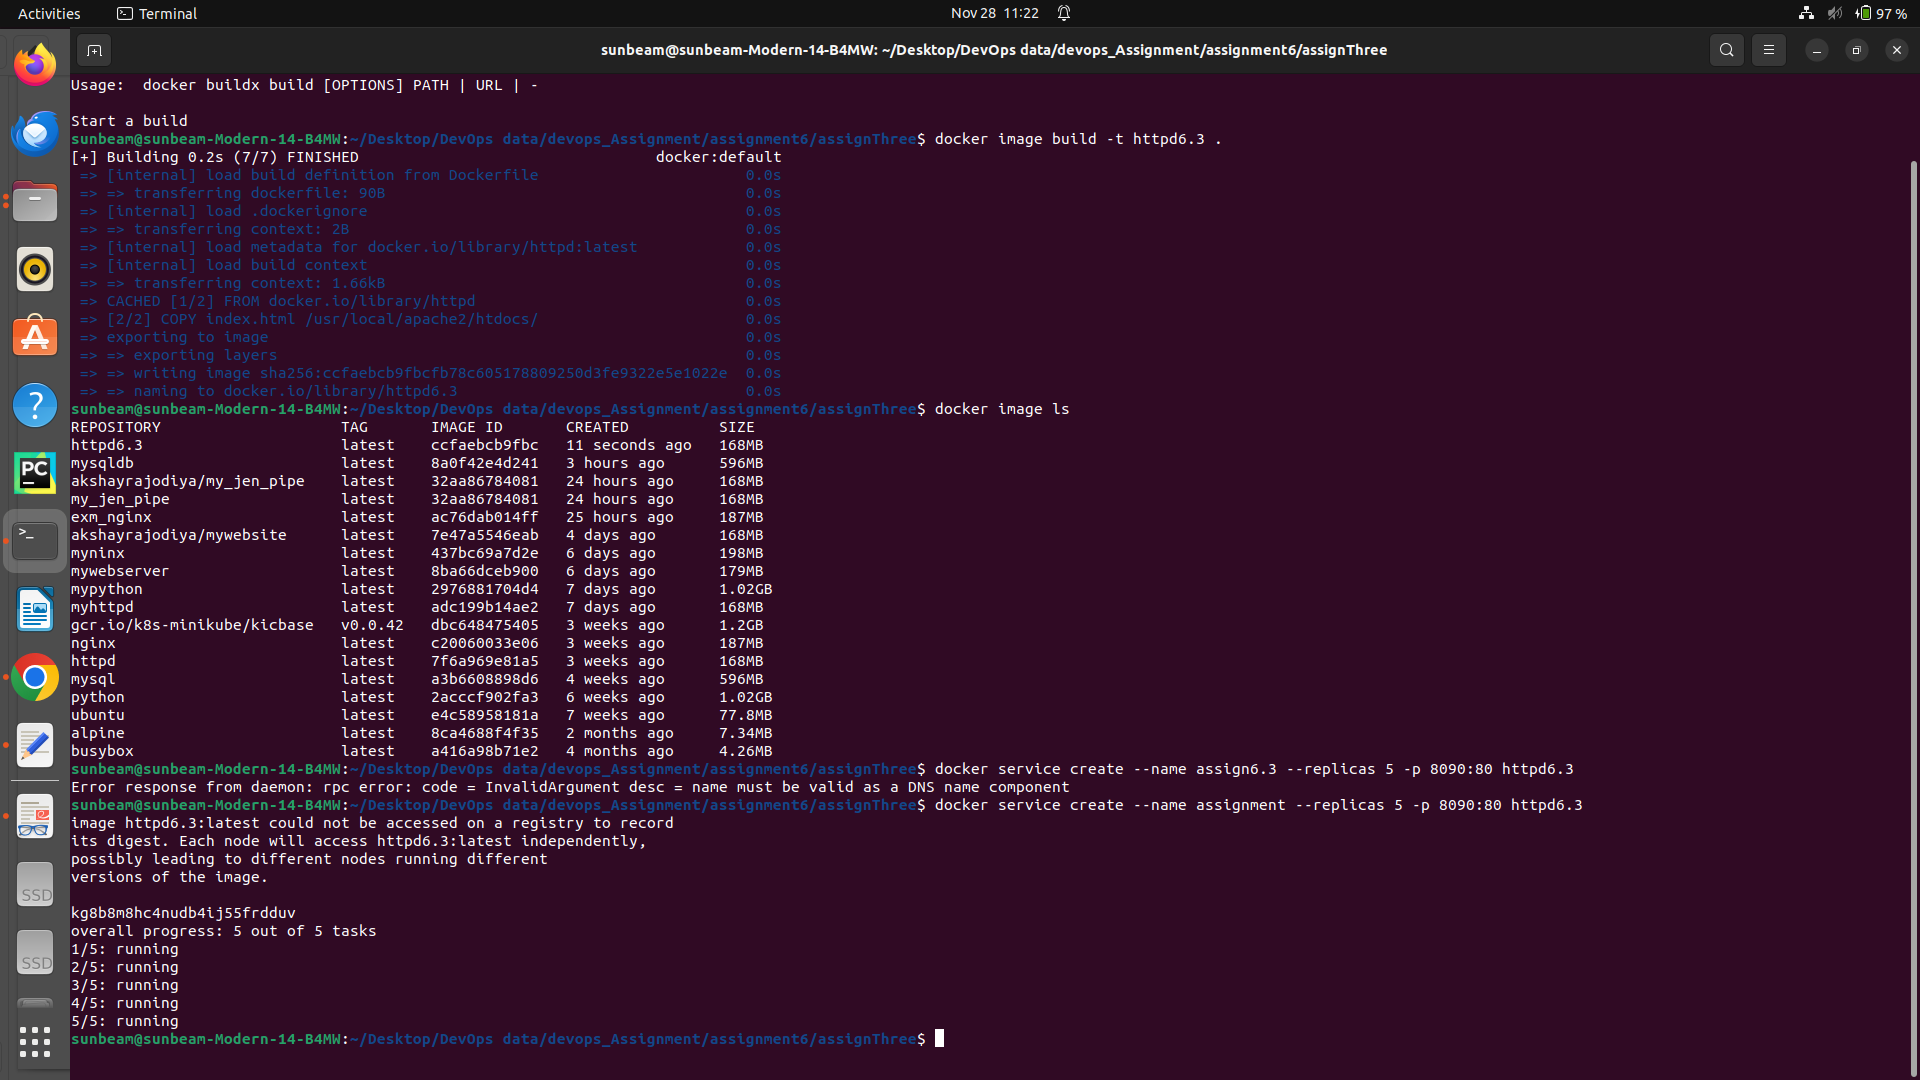 Activities
Terminal
Nov 28 11:22
97 %
sunbeam@sunbeam-Modern-14-B4MW: ~/Desktop/DevOps data/devops_Assignment/assignment6/assignThree
Usage:  docker buildx build [OPTIONS] PATH | URL | -
Start a build
sunbeam@sunbeam-Modern-14-B4MW:~/Desktop/DevOps data/devops_Assignment/assignment6/assignThree$ docker image build -t httpd6.3 .
[+] Building 0.2s (7/7) FINISHED docker:default
=> [internal] load build definition from Dockerfile 0.0s
=> => transferring dockerfile: 90B 0.0s
=> [internal] load .dockerignore 0.0s
=> => transferring context: 2B 0.0s
=> [internal] load metadata for docker.io/library/httpd:latest 0.0s
=> [internal] load build context 0.0s
=> => transferring context: 1.66kB 0.0s
=> CACHED [1/2] FROM docker.io/library/httpd 0.0s
=> [2/2] COPY index.html /usr/local/apache2/htdocs/ 0.0s
=> exporting to image 0.0s
=> => exporting layers 0.0s
=> => writing image sha256:ccfaebcb9fbcfb78c605178809250d3fe9322e5e1022e 0.0s
=> => naming to docker.io/library/httpd6.3 0.0s
sunbeam@sunbeam-Modern-14-B4MW:~/Desktop/DevOps data/devops_Assignment/assignment6/assignThree$ docker image ls
REPOSITORY TAG IMAGE ID CREATED SIZE
httpd6.3 latest ccfaebcb9fbc 11 seconds ago 168MB
mysqldb latest 8a0f42e4d241 3 hours ago 596MB
akshayrajodiya/my_jen_pipe latest 32aa86784081 24 hours ago 168MB
my_jen_pipe latest 32aa86784081 24 hours ago 168MB
exm_nginx latest ac76dab014ff 25 hours ago 187MB
akshayrajodiya/mywebsite latest 7e47a5546eab 4 days ago 168MB
myninx latest 437bc69a7d2e 6 days ago 198MB
mywebserver latest 8ba66dceb900 6 days ago 179MB
mypython latest 2976881704d4 7 days ago 1.02GB
myhttpd latest adc199b14ae2 7 days ago 168MB
gcr.io/k8s-minikube/kicbase v0.0.42 dbc648475405 3 weeks ago 1.2GB
nginx latest c20060033e06 3 weeks ago 187MB
httpd latest 7f6a969e81a5 3 weeks ago 168MB
mysql latest a3b6608898d6 4 weeks ago 596MB
python latest 2acccf902fa3 6 weeks ago 1.02GB
ubuntu latest e4c58958181a 7 weeks ago 77.8MB
alpine latest 8ca4688f4f35 2 months ago 7.34MB
busybox latest a416a98b71e2 4 months ago 4.26MB
sunbeam@sunbeam-Modern-14-B4MW:~/Desktop/DevOps data/devops_Assignment/assignment6/assignThree$ docker service create --name assign6.3 --replicas 5 -p 8090:80 httpd6.3
Error response from daemon: rpc error: code = InvalidArgument desc = name must be valid as a DNS name component
sunbeam@sunbeam-Modern-14-B4MW:~/Desktop/DevOps data/devops_Assignment/assignment6/assignThree$ docker service create --name assignment --replicas 5 -p 8090:80 httpd6.3
image httpd6.3:latest could not be accessed on a registry to record
its digest. Each node will access httpd6.3:latest independently,
possibly leading to different nodes running different
versions of the image.
kg8b8m8hc4nudb4ij55frdduv
overall progress: 5 out of 5 tasks
1/5: running
2/5: running
3/5: running
4/5: running
5/5: running
sunbeam@sunbeam-Modern-14-B4MW:~/Desktop/DevOps data/devops_Assignment/assignment6/assignThree$
PC
SSD
SSD